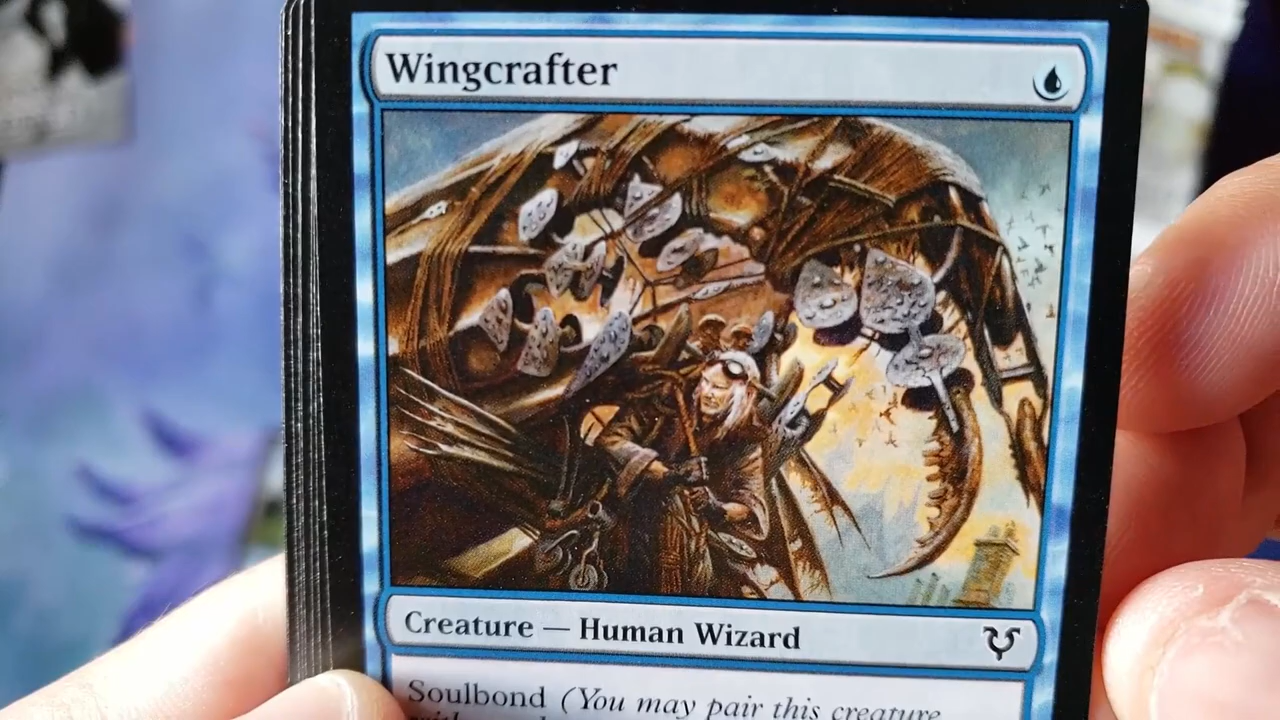 Wingcrafter
Creature — Human Wizard
Soulbond (You may pair this creature